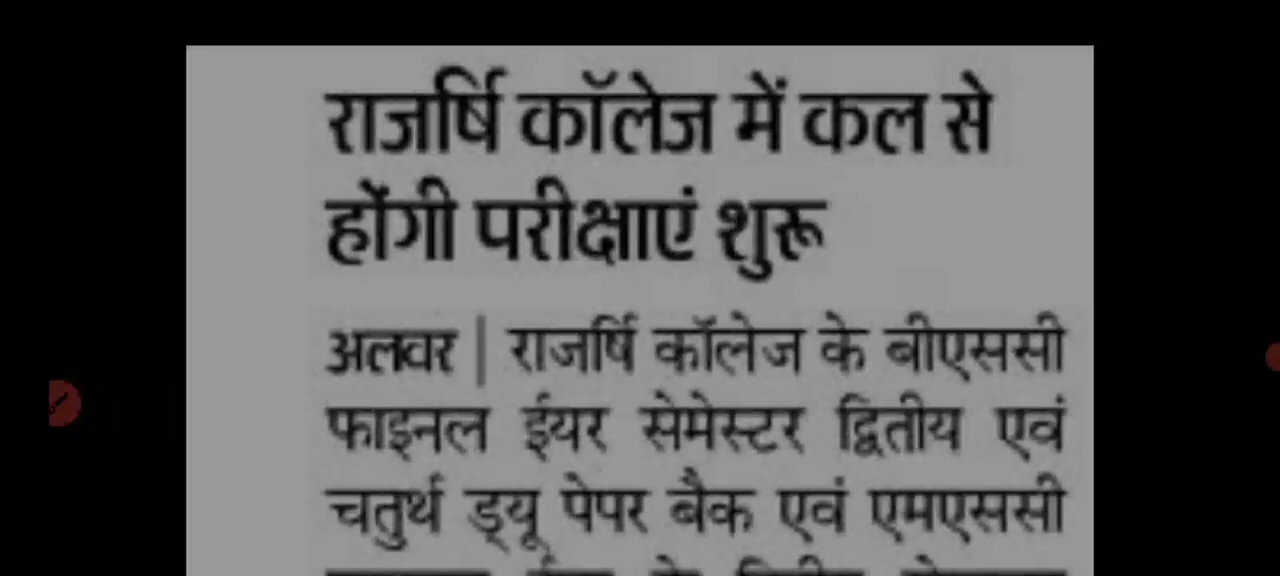 राजर्षि कॉलेज में कल से
होंगी परीक्षाएं शुरू
अलवर | राजर्षि कॉलेज के बीएससी
फाइनल ईयर सेमेस्टर द्वितीय एवं
चतुर्थ ड्यू पेपर बैक एवं एमएससी